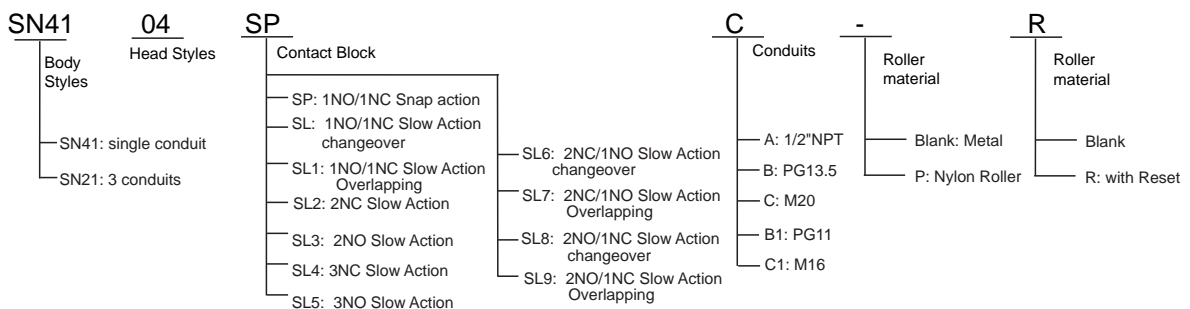 SN41 04 SP C - R
Body
Styles
Head Styles
Contact Block
Conduits
Roller
material
Roller
material
SN41: single conduit
SN21: 3 conduits
SP: 1NO/1NC Snap action
SL: 1NO/1NC Slow Action
changeover
SL1: 1NO/1NC Slow Action
Overlapping
SL2: 2NC Slow Action
SL3: 2NO Slow Action
SL4: 3NC Slow Action
SL5: 3NO Slow Action
SL6: 2NC/1NO Slow Action
changeover
SL7: 2NC/1NO Slow Action
Overlapping
SL8: 2NO/1NC Slow Action
changeover
SL9: 2NO/1NC Slow Action
Overlapping
A: 1/2"NPT
B: PG13.5
C: M20
B1: PG11
C1: M16
Blank: Metal
P: Nylon Roller
Blank
R: with Reset